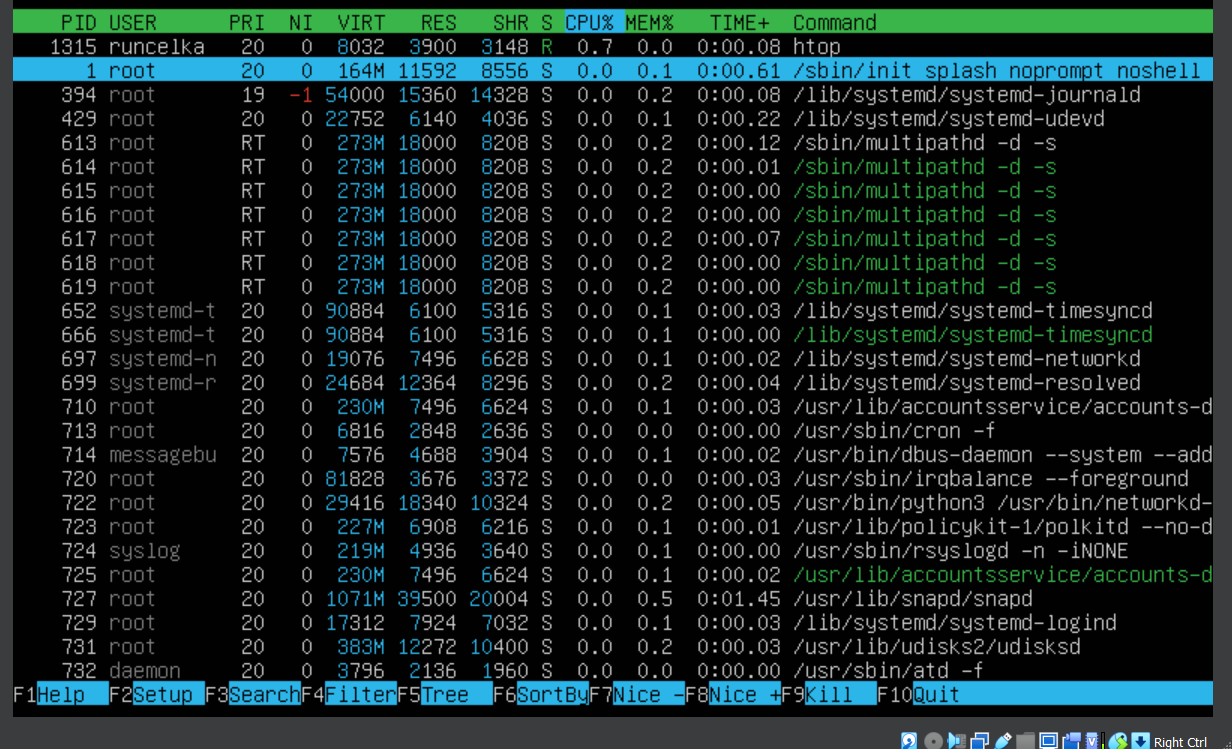 PID USER PRI NI VIRT RES SHR S CPU% MEM% TIME+ Command
1315 runcelka 20 0 8032 3900 3148 R 0.7 0.0 0:00.08 htop
1 root 20 0 164M 11592 8556 S 0.0 0.1 0:00.61 /sbin/init splash noprompt noshell
394 root 19 -1 54000 15360 14328 S 0.0 0.2 0:00.08 /lib/systemd/systemd-journald
429 root 20 0 22752 6140 4036 S 0.0 0.1 0:00.22 /lib/systemd/systemd-udevd
613 root RT 0 273M 18000 8208 S 0.0 0.2 0:00.12 /sbin/multipathd -d -s
614 root RT 0 273M 18000 8208 S 0.0 0.2 0:00.01 /sbin/multipathd -d -s
615 root RT 0 273M 18000 8208 S 0.0 0.2 0:00.00 /sbin/multipathd -d -s
616 root RT 0 273M 18000 8208 S 0.0 0.2 0:00.00 /sbin/multipathd -d -s
617 root RT 0 273M 18000 8208 S 0.0 0.2 0:00.07 /sbin/multipathd -d -s
618 root RT 0 273M 18000 8208 S 0.0 0.2 0:00.00 /sbin/multipathd -d -s
619 root RT 0 273M 18000 8208 S 0.0 0.2 0:00.00 /sbin/multipathd -d -s
652 systemd-t 20 0 90884 6100 5316 S 0.0 0.1 0:00.03 /lib/systemd/systemd-timesyncd
666 systemd-t 20 0 90884 6100 5316 S 0.0 0.1 0:00.00 /lib/systemd/systemd-timesyncd
697 systemd-n 20 0 19076 7496 6628 S 0.0 0.1 0:00.02 /lib/systemd/systemd-networkd
699 systemd-r 20 0 24684 12364 8296 S 0.0 0.2 0:00.04 /lib/systemd/systemd-resolved
710 root 20 0 230M 7496 6624 S 0.0 0.1 0:00.03 /usr/lib/accountsservice/accounts-d
713 root 20 0 6816 2848 2636 S 0.0 0.0 0:00.00 /usr/sbin/cron -f
714 messagebu 20 0 7576 4688 3904 S 0.0 0.1 0:00.02 /usr/bin/dbus-daemon --system --add
720 root 20 0 81828 3676 3372 S 0.0 0.0 0:00.03 /usr/sbin/irqbalance --foreground
722 root 20 0 29416 18340 10324 S 0.0 0.2 0:00.05 /usr/bin/python3 /usr/bin/networkd-
723 root 20 0 227M 6908 6216 S 0.0 0.1 0:00.01 /usr/lib/policykit-1/polkitd --no-d
724 syslog 20 0 219M 4936 3640 S 0.0 0.1 0:00.00 /usr/sbin/rsyslogd -n -iNONE
725 root 20 0 230M 7496 6624 S 0.0 0.1 0:00.02 /usr/lib/accountsservice/accounts-d
727 root 20 0 1071M 39500 20004 S 0.0 0.5 0:01.45 /usr/lib/snapd/snapd
729 root 20 0 17312 7924 7032 S 0.0 0.1 0:00.03 /lib/systemd/systemd-logind
731 root 20 0 383M 12272 10400 S 0.0 0.2 0:00.03 /usr/lib/udisks2/udisksd
732 daemon 20 0 3796 2136 1960 S 0.0 0.0 0:00.00 /usr/sbin/atd -f
F1Help F2Setup F3SearchF4FilterF5Tree F6SortByF7Nice -F8Nice +F9Kill F10Quit
Right Ctrl